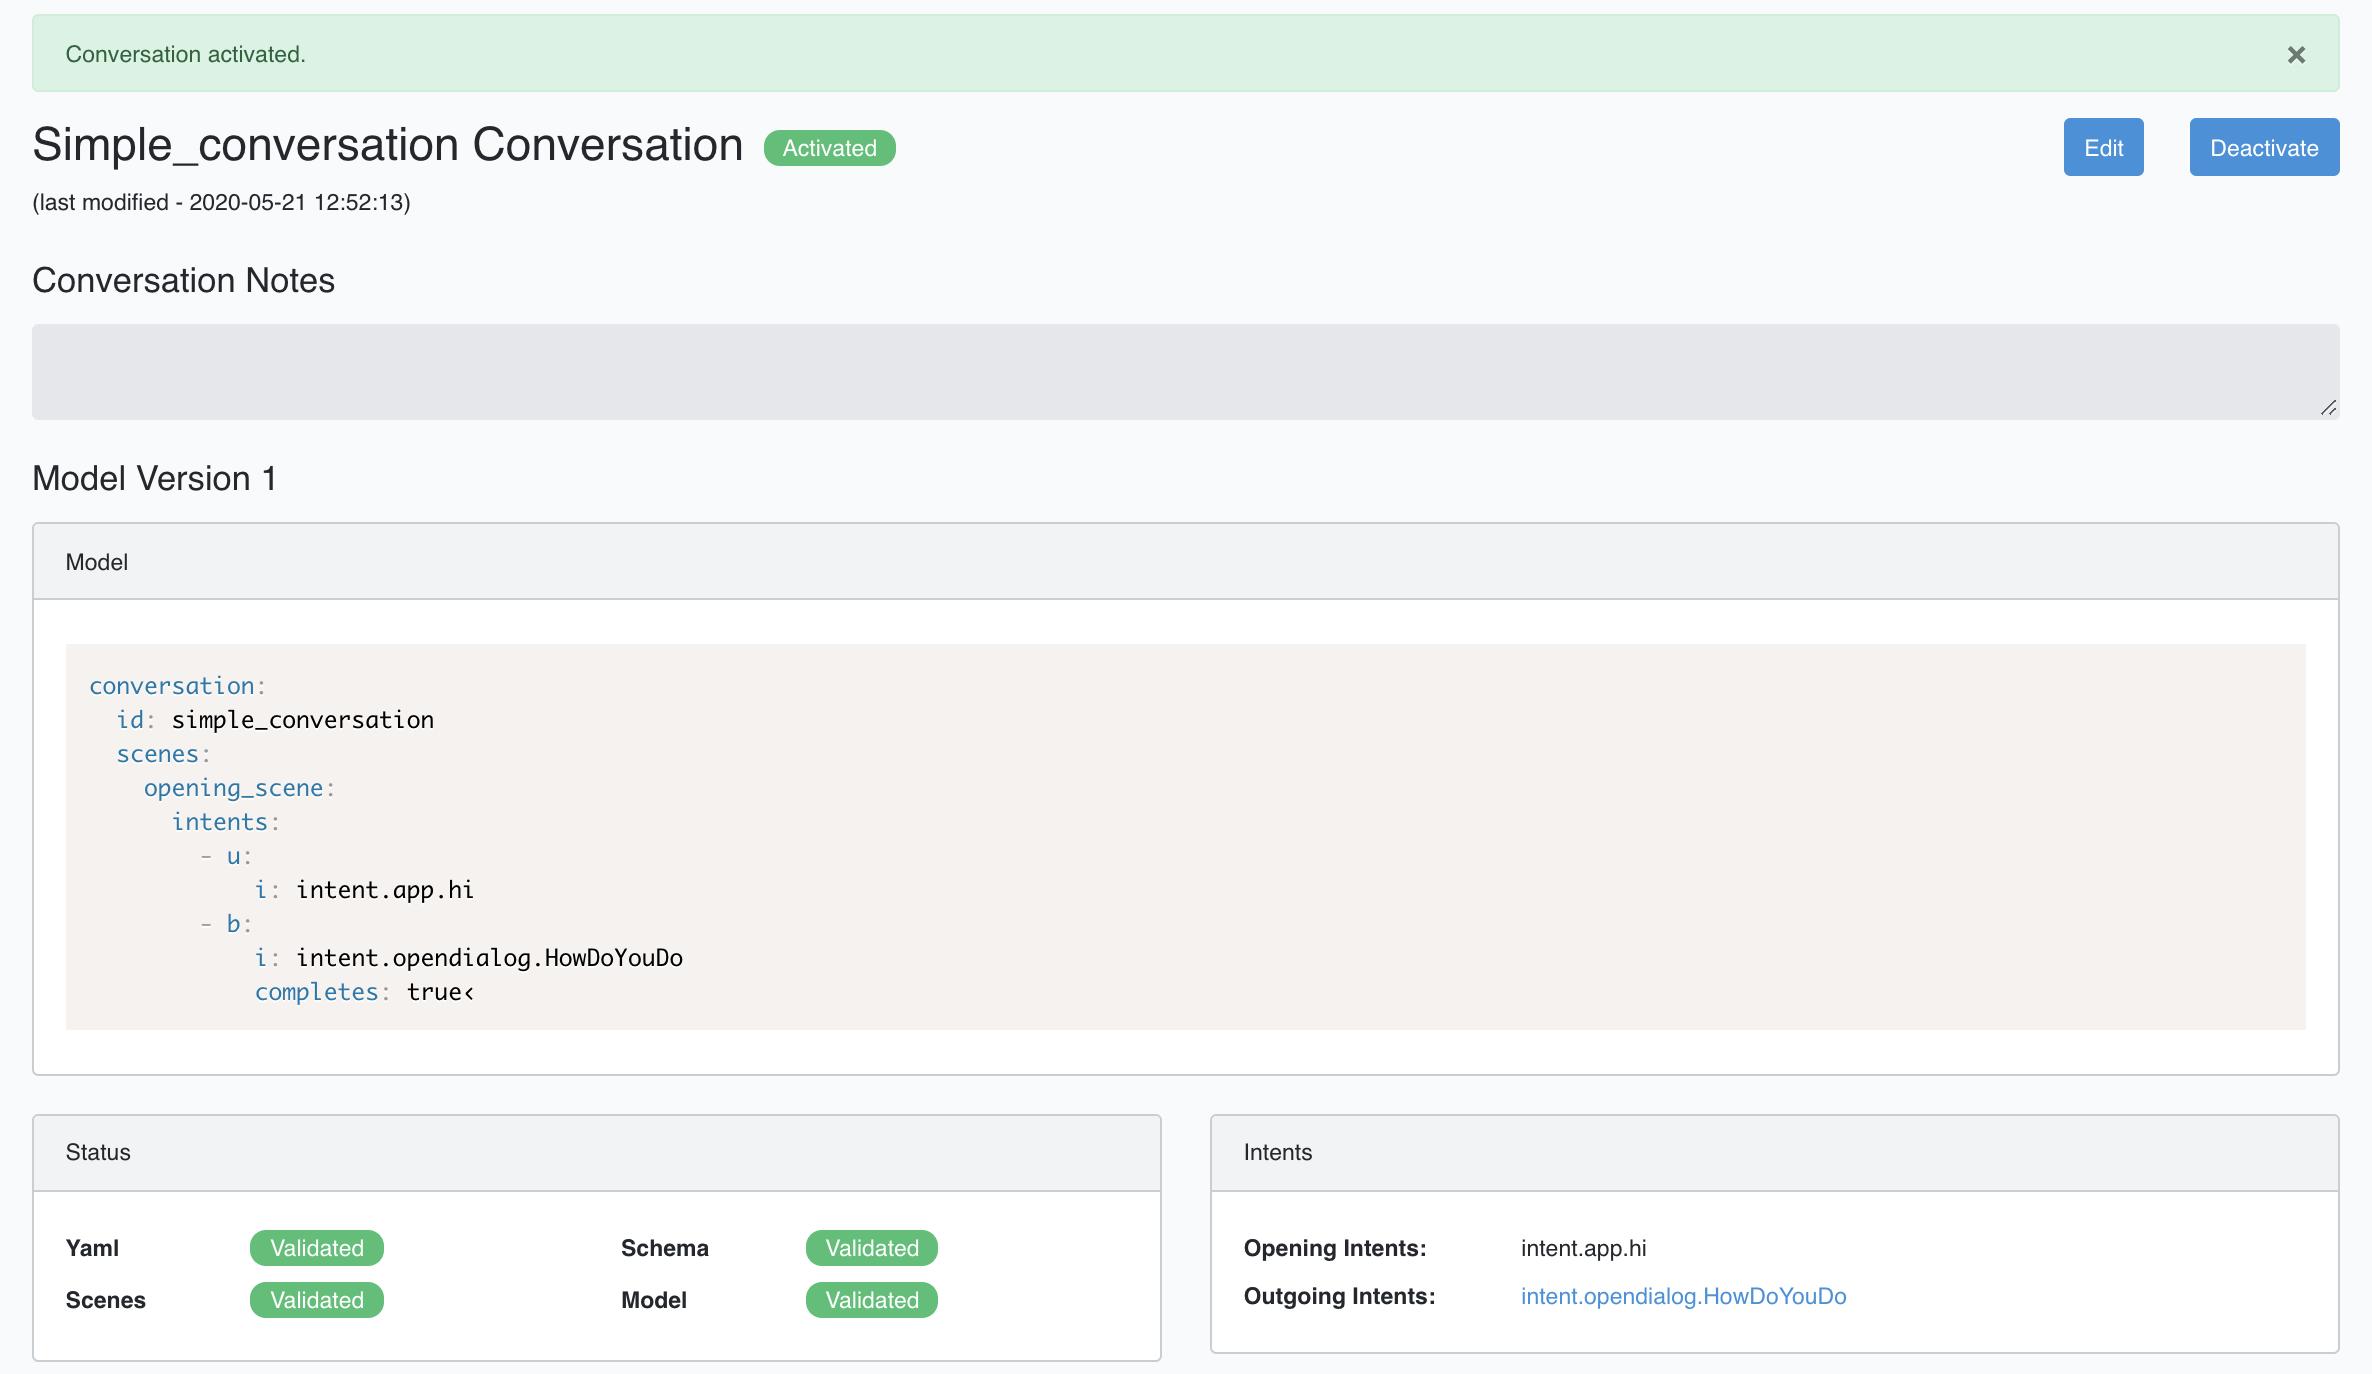 Conversation activated.
×
Simple_conversation Conversation Activated Edit Deactivate
(last modified - 2020-05-21 12:52:13)
Conversation Notes
Model Version 1
Model
conversation:
  id: simple_conversation
  scenes:
    opening_scene:
      intents:
        - u:
            i: intent.app.hi
        - b:
            i: intent.opendialog.HowDoYouDo
            completes: true<
Status
Yaml Validated Schema Validated
Scenes Validated Model Validated
Intents
Opening Intents: intent.app.hi
Outgoing Intents: intent.opendialog.HowDoYouDo